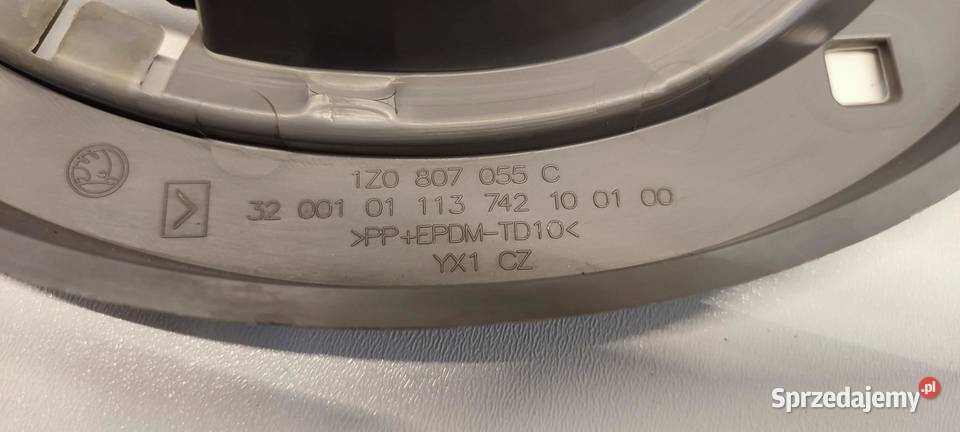 1Z0 807 055 C
32 001 01 113 742 10 01 00
>PP+EPDM-TD10<
YX1 CZ
Sprzedajemy.pl